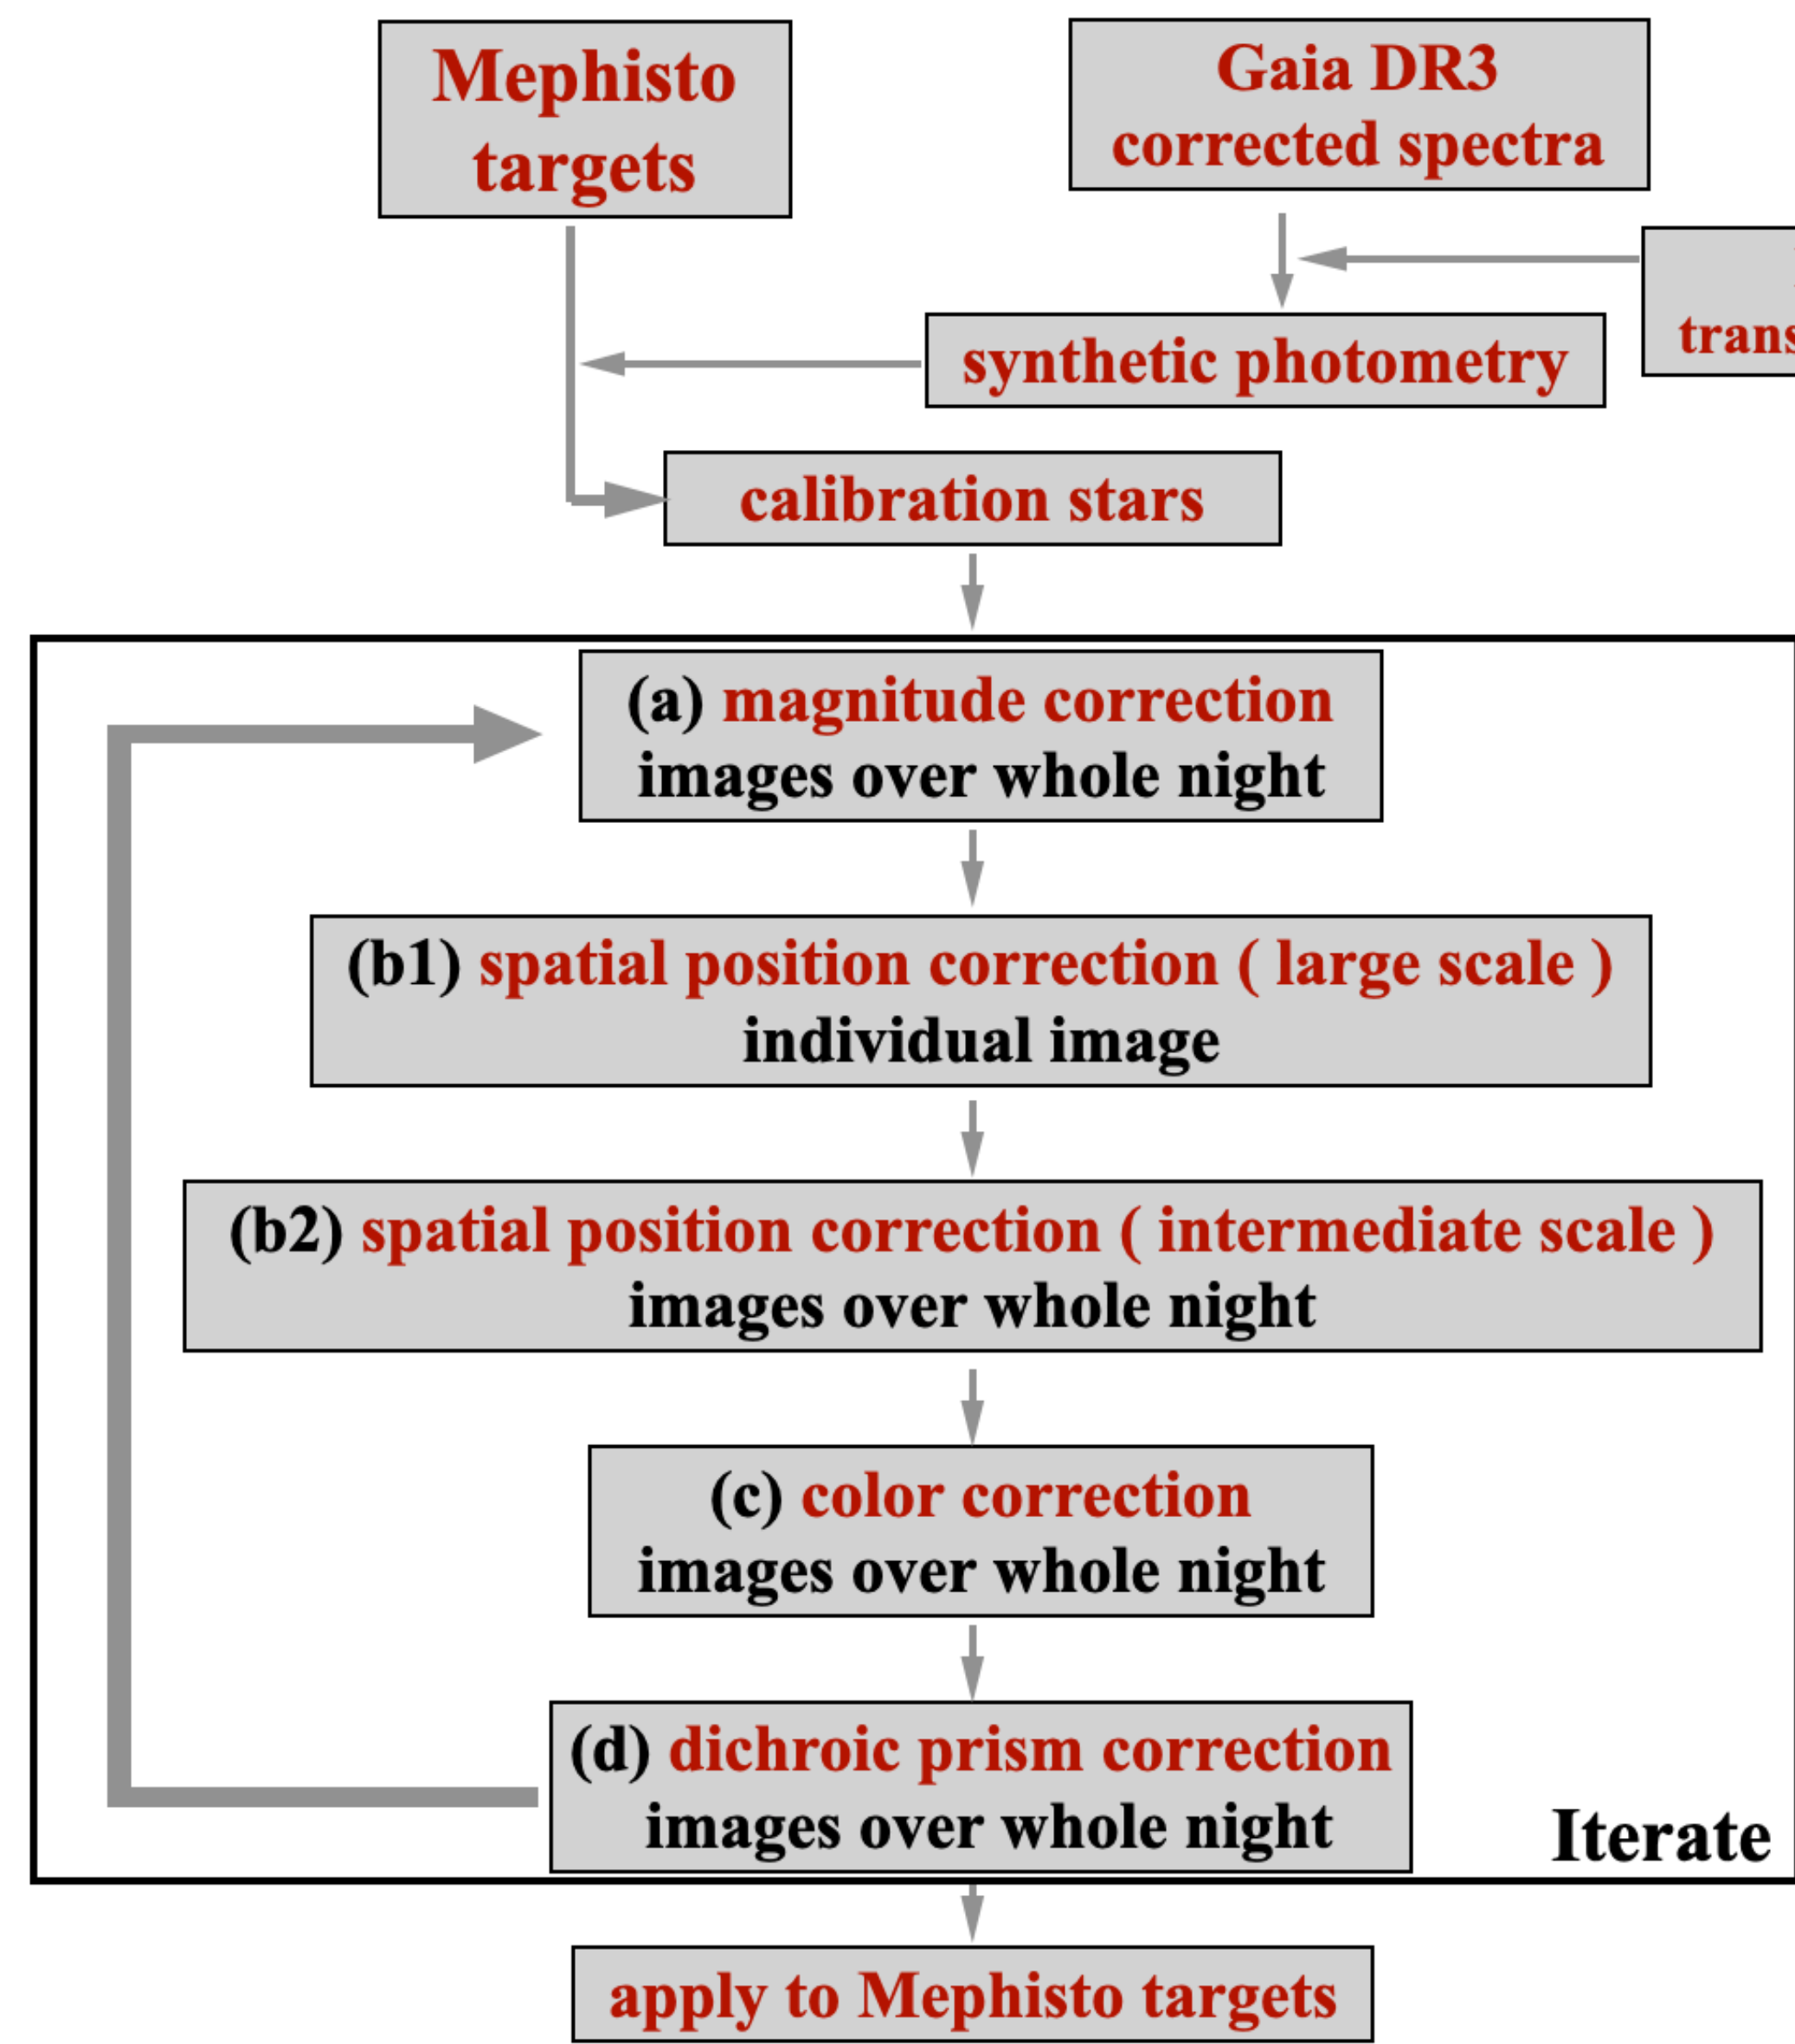 Mephisto
targets
Gaia DR3
corrected spectra
synthetic photometry
calibration stars
(a) magnitude correction
images over whole night
(b1) spatial position correction ( large scale )
individual image
(b2) spatial position correction ( intermediate scale )
images over whole night
(c) color correction
images over whole night
(d) dichroic prism correction
images over whole night
Iterate
apply to Mephisto targets